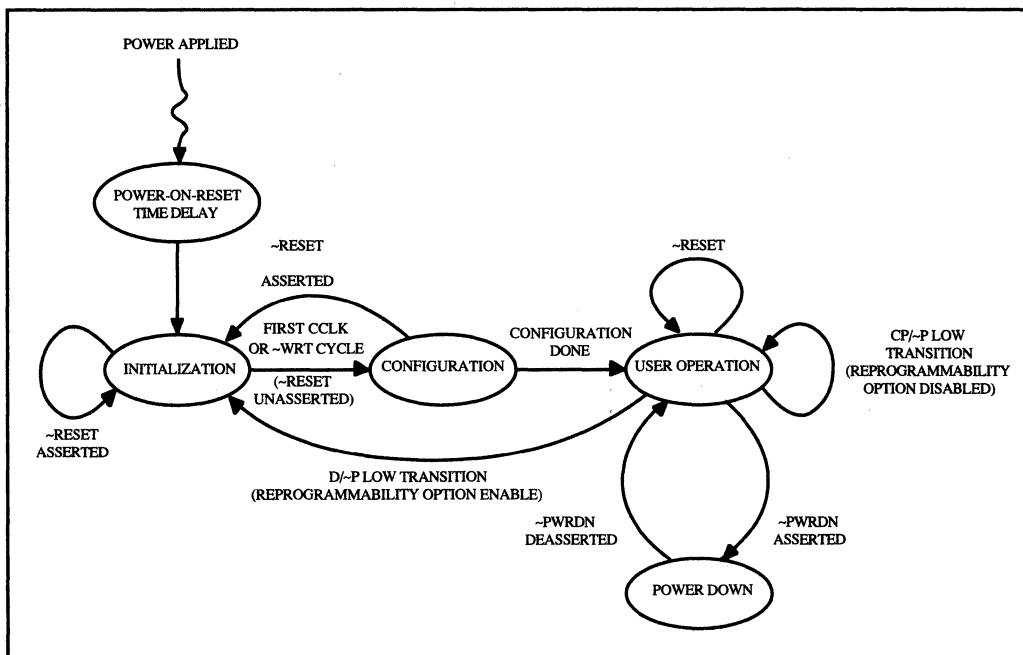 POWER APPLIED
POWER-ON-RESET
TIME DELAY
~RESET
ASSERTED
~RESET
FIRST CCLK
OR ~WRT CYCLE
(~RESET
UNASSERTED)
CONFIGURATION
DONE
CP/~P LOW
TRANSITION
(REPROGRAMMABILITY
OPTION DISABLED)
INITIALIZATION
CONFIGURATION
USER OPERATION
~RESET
ASSERTED
D/~P LOW TRANSITION
(REPROGRAMMABILITY OPTION ENABLE)
~PWRDN
DEASSERTED
~PWRDN
ASSERTED
POWER DOWN